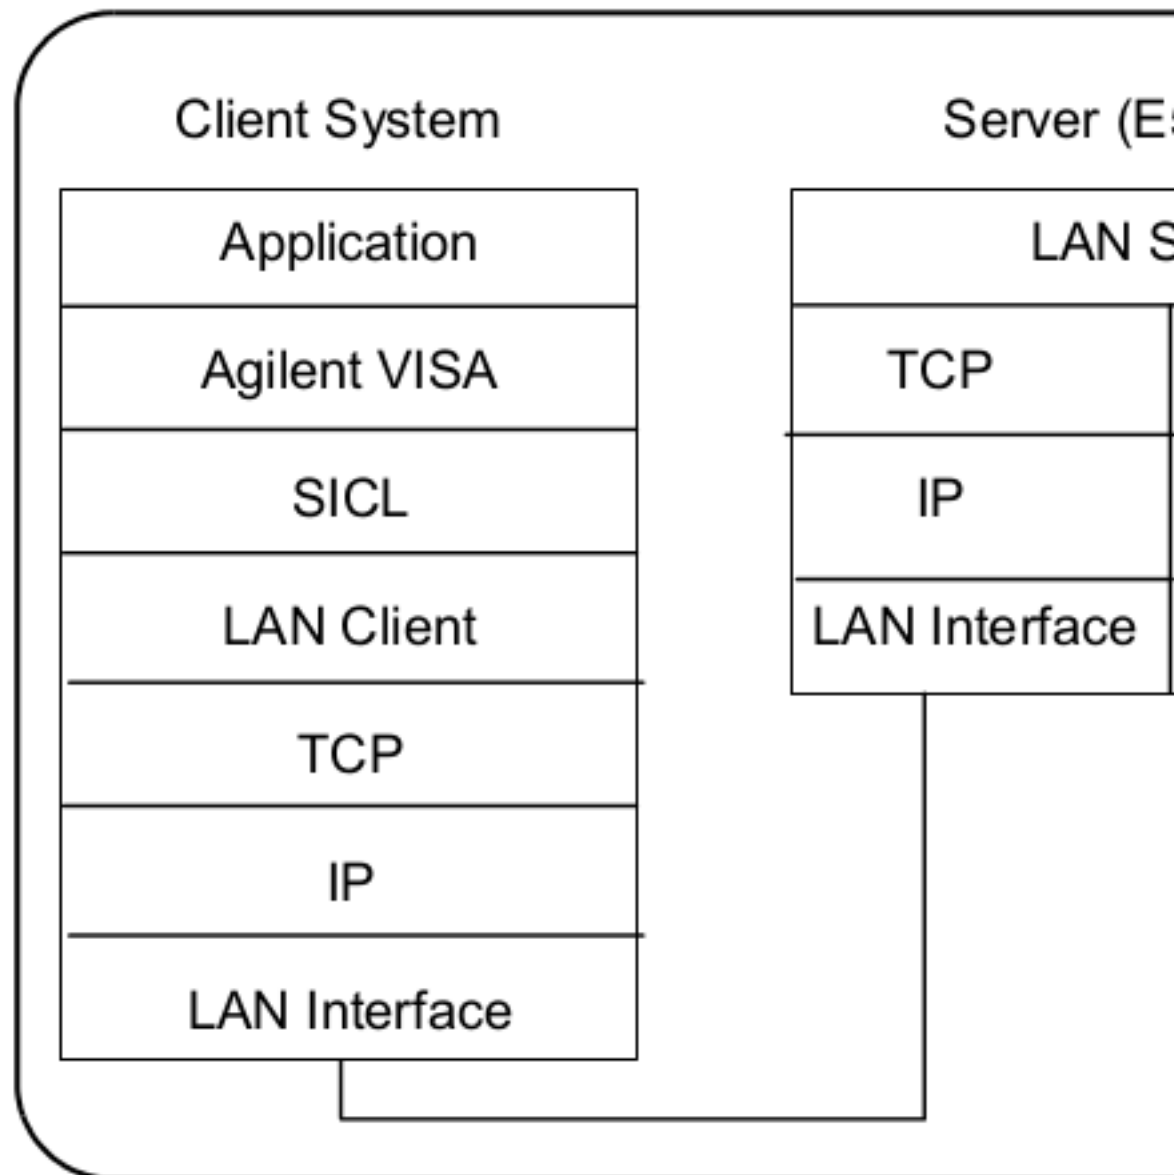 Client System
Application
Agilent VISA
SICL
LAN Client
TCP
IP
LAN Interface
Server
LAN
TCP
IP
LAN Interface